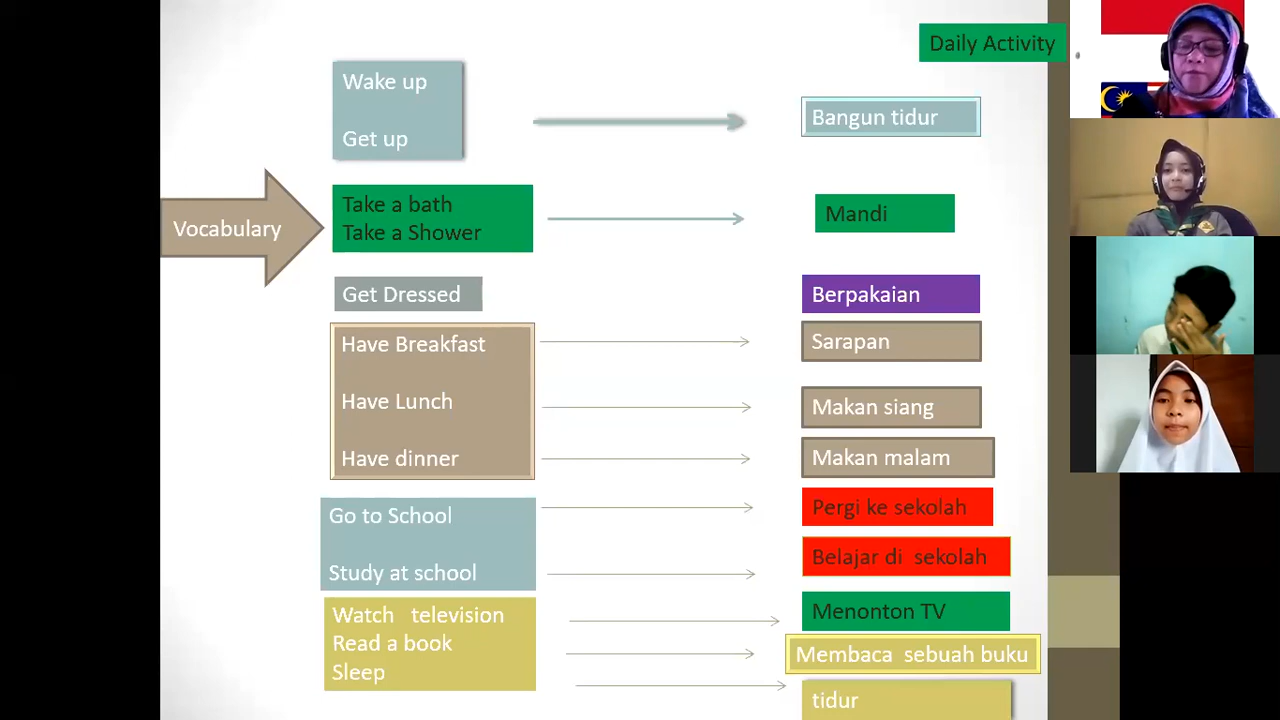 Daily Activity
Vocabulary
Wake up
Get up
Bangun tidur
Take a bath
Take a Shower
Mandi
Get Dressed
Berpakaian
Have Breakfast
Sarapan
Have Lunch
Makan siang
Have dinner
Makan malam
Go to School
Pergi ke sekolah
Study at school
Belajar di sekolah
Watch television
Menonton TV
Read a book
Membaca sebuah buku
Sleep
tidur